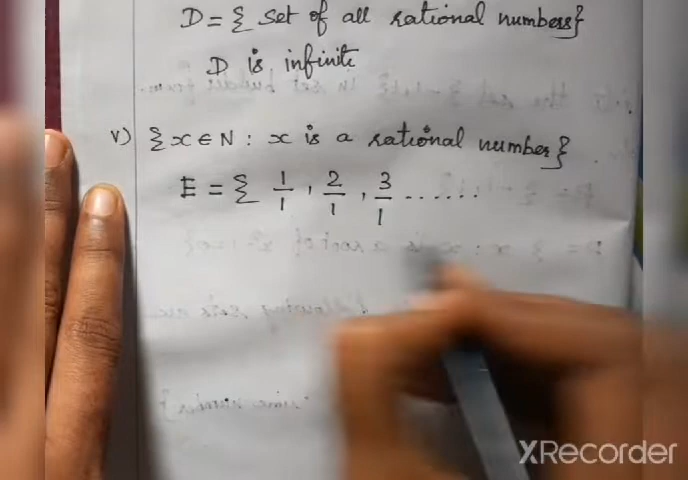 D = { set of all rational numbers}
D is infinite
v) { x ∈ N : x is a rational number}
E = { 1/1 , 2/1 , 3/1 ......
XRecorder